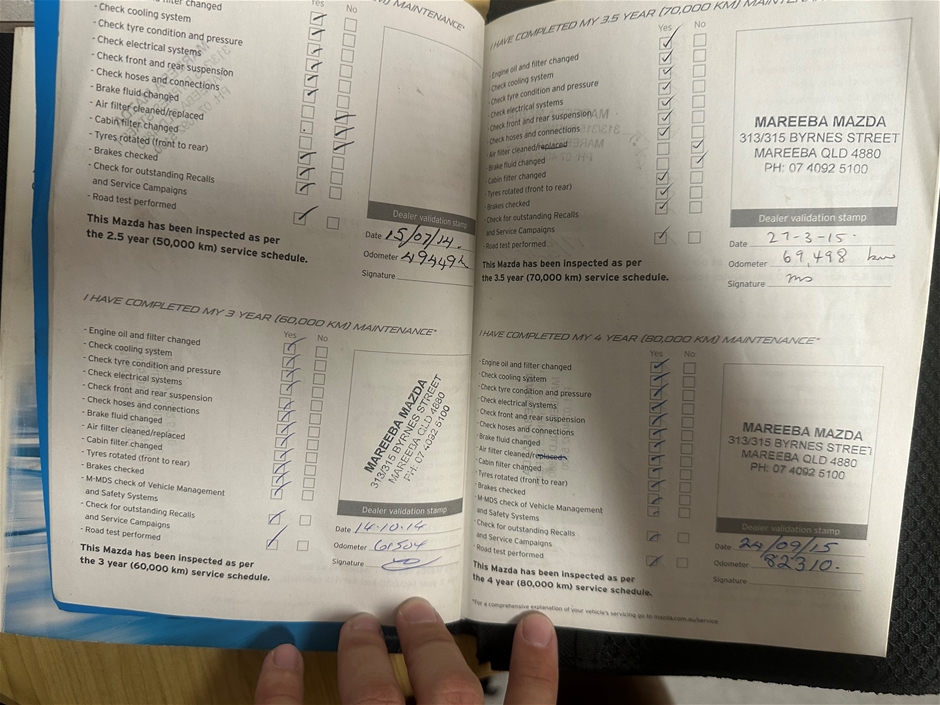 Yes No
- Check cooling system
- Check tyre condition and pressure
- Check electrical systems
- Check front and rear suspension
- Check hoses and connections
- Brake fluid changed
- Air filter cleaned/replaced
- Cabin filter changed
- Tyres rotated (front to rear)
- Brakes checked
- Check for outstanding Recalls
and Service Campaigns
- Road test performed
This Mazda has been inspected as per
the 2.5 year (50,000 km) service schedule.
Dealer validation stamp
Date 15/07/14.
Odometer 49449
Signature
I HAVE COMPLETED MY 3 YEAR (60,000 KM) MAINTENANCE*
Yes No
- Engine oil and filter changed
- Check cooling system
- Check tyre condition and pressure
- Check electrical systems
- Check front and rear suspension
- Check hoses and connections
- Brake fluid changed
- Air filter cleaned/replaced
- Cabin filter changed
- Tyres rotated (front to rear)
- Brakes checked
- M-MDS check of Vehicle Management
and Safety Systems
- Check for outstanding Recalls
and Service Campaigns
- Road test performed
This Mazda has been inspected as per
the 3 year (60,000 km) service schedule.
MAREEBA MAZDA
313/315 BYRNES STREET
MAREEBA QLD 4880
PH: 07 4092 5100
Dealer validation stamp
Date 14-10-14
Odometer 61504
Signature
I HAVE COMPLETED MY 3.5 YEAR (70,000 KM)
Yes No
- Engine oil and filter changed
- Check cooling system
- Check tyre condition and pressure
- Check electrical systems
- Check front and rear suspension
- Check hoses and connections
- Air filter cleaned/replaced
- Brake fluid changed
- Cabin filter changed
- Tyres rotated (front to rear)
- Brakes checked
- Check for outstanding Recalls
and Service Campaigns
- Road test performed
This Mazda has been inspected as per
the 3.5 year (70,000 km) service schedule.
MAREEBA MAZDA
313/315 BYRNES STREET
MAREEBA QLD 4880
PH: 07 4092 5100
Dealer validation stamp
Date 27-3-15.
Odometer 69,498 km
Signature
I HAVE COMPLETED MY 4 YEAR (80,000 KM) MAINTENANCE*
Yes No
- Engine oil and filter changed
- Check cooling system
- Check tyre condition and pressure
- Check electrical systems
- Check front and rear suspension
- Check hoses and connections
- Brake fluid changed
- Air filter cleaned/replaced
- Cabin filter changed
- Tyres rotated (front to rear)
- Brakes checked
- M-MDS check of Vehicle Management
and Safety Systems
- Check for outstanding Recalls
and Service Campaigns
- Road test performed
This Mazda has been inspected as per
the 4 year (80,000 km) service schedule.
MAREEBA MAZDA
313/315 BYRNES STREET
MAREEBA QLD 4880
PH: 07 4092 5100
Dealer validation stamp
Date 24/09/15
Odometer 82310.
Signature
*For a comprehensive explanation of your vehicle's servicing go to mazda.com.au/service